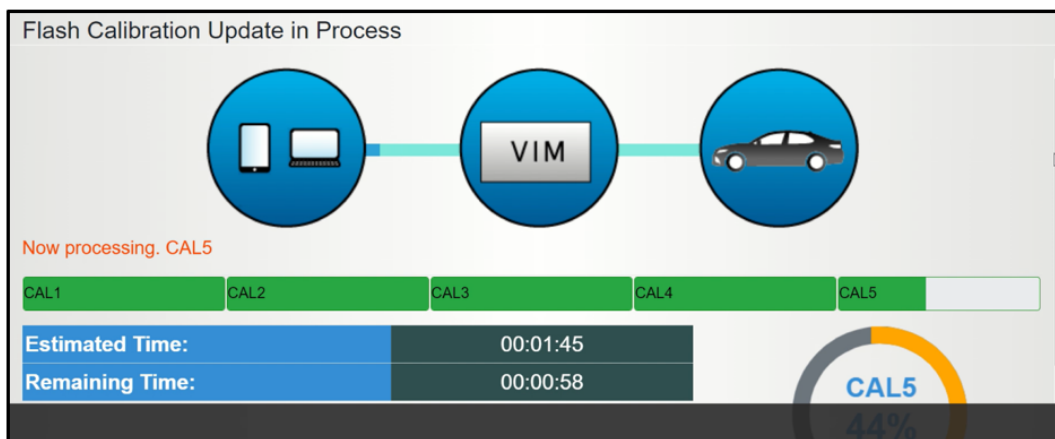 Flash Calibration Update in Process
VIM
Now processing. CAL5
CAL1 CAL2 CAL3 CAL4 CAL5
Estimated Time: 00:01:45
Remaining Time: 00:00:58
CAL5
44%